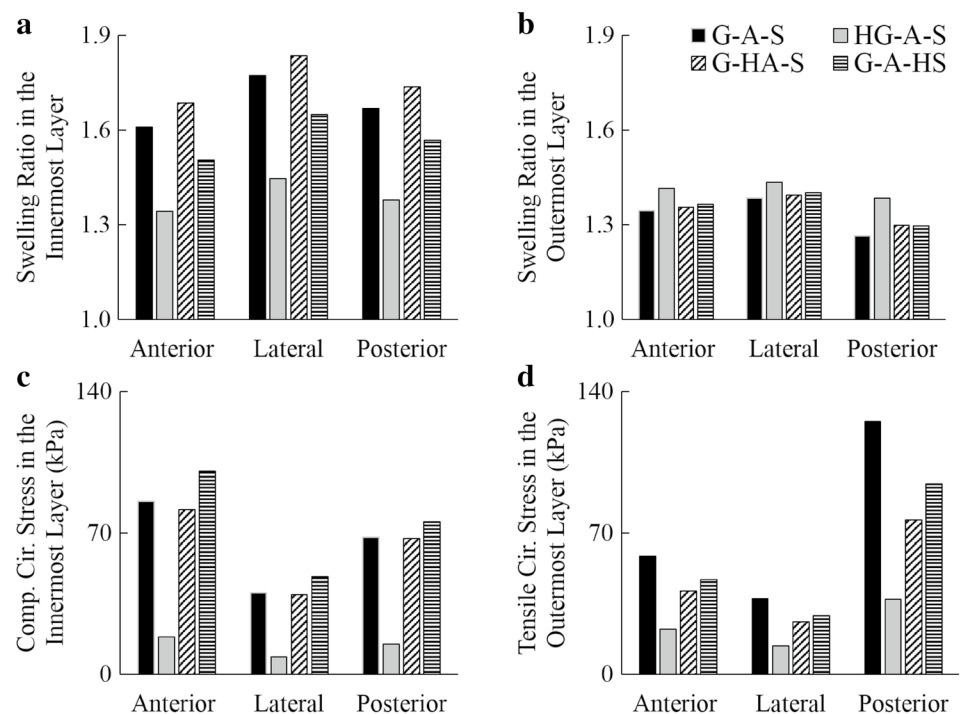 a
Swelling Ratio in the
Innermost Layer
1.9
1.6
1.3
1.0
Anterior Lateral Posterior
b
Swelling Ratio in the
Outermost Layer
1.9
1.6
1.3
1.0
G-A-S HG-A-S
G-HA-S G-A-HS
Anterior Lateral Posterior
c
Comp. Cir. Stress in the
Innermost Layer (kPa)
140
70
0
Anterior Lateral Posterior
d
Tensile Cir. Stress in the
Outermost Layer (kPa)
140
70
0
Anterior Lateral Posterior